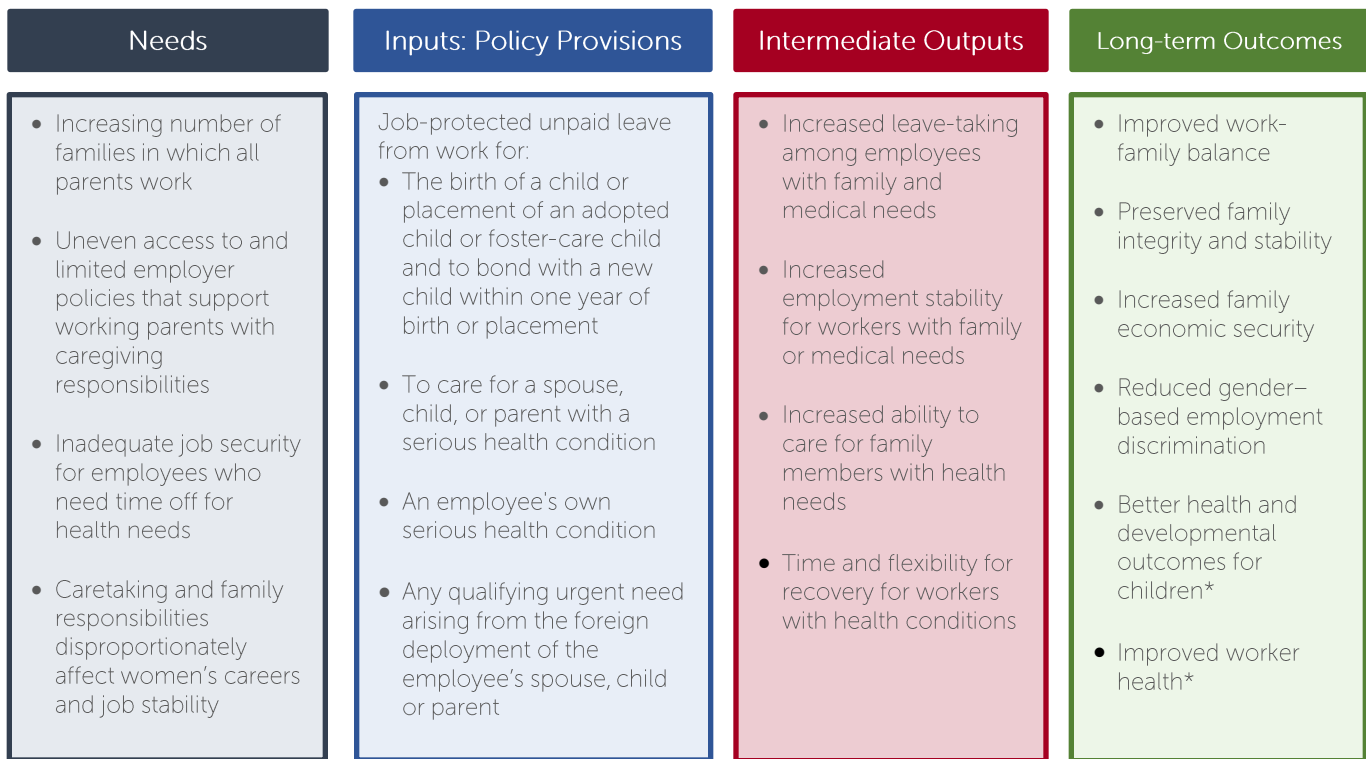 Needs
• Increasing number of
families in which all
parents work
• Uneven access to and
limited employer
policies that support
working parents with
caregiving
responsibilities
• Inadequate job security
for employees who
need time off for
health needs
• Caretaking and family
responsibilities
disproportionately
affect women’s careers
and job stability
Inputs: Policy Provisions
Job-protected unpaid leave
from work for:
• The birth of a child or
placement of an adopted
child or foster-care child
and to bond with a new
child within one year of
birth or placement
• To care for a spouse,
child, or parent with a
serious health condition
• An employee's own
serious health condition
• Any qualifying urgent need
arising from the foreign
deployment of the
employee’s spouse, child
or parent
Intermediate Outputs
• Increased leave-taking
among employees
with family and
medical needs
• Increased
employment stability
for workers with family
or medical needs
• Increased ability to
care for family
members with health
needs
• Time and flexibility for
recovery for workers
with health conditions
Long-term Outcomes
• Improved work-
family balance
• Preserved family
integrity and stability
• Increased family
economic security
• Reduced gender–
based employment
discrimination
• Better health and
developmental
outcomes for
children*
• Improved worker
health*